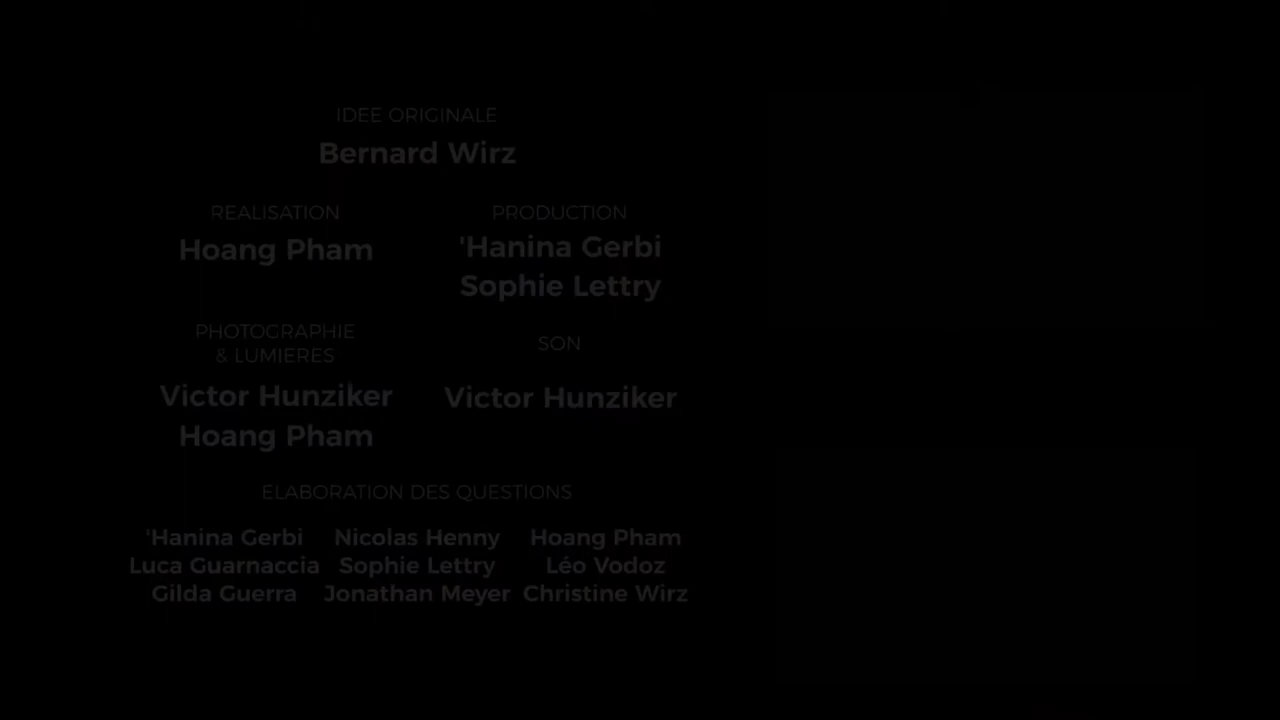 IDEE ORIGINALE
Bernard Wirz
REALISATION
Hoang Pham
PRODUCTION
'Hanina Gerbi
Sophie Lettry
PHOTOGRAPHIE
& LUMIERES
Victor Hunziker
Hoang Pham
SON
Victor Hunziker
ELABORATION DES QUESTIONS
'Hanina Gerbi Nicolas Henny Hoang Pham
Luca Guarnaccia Sophie Lettry Léo Vodoz
Gilda Guerra Jonathan Meyer Christine Wirz